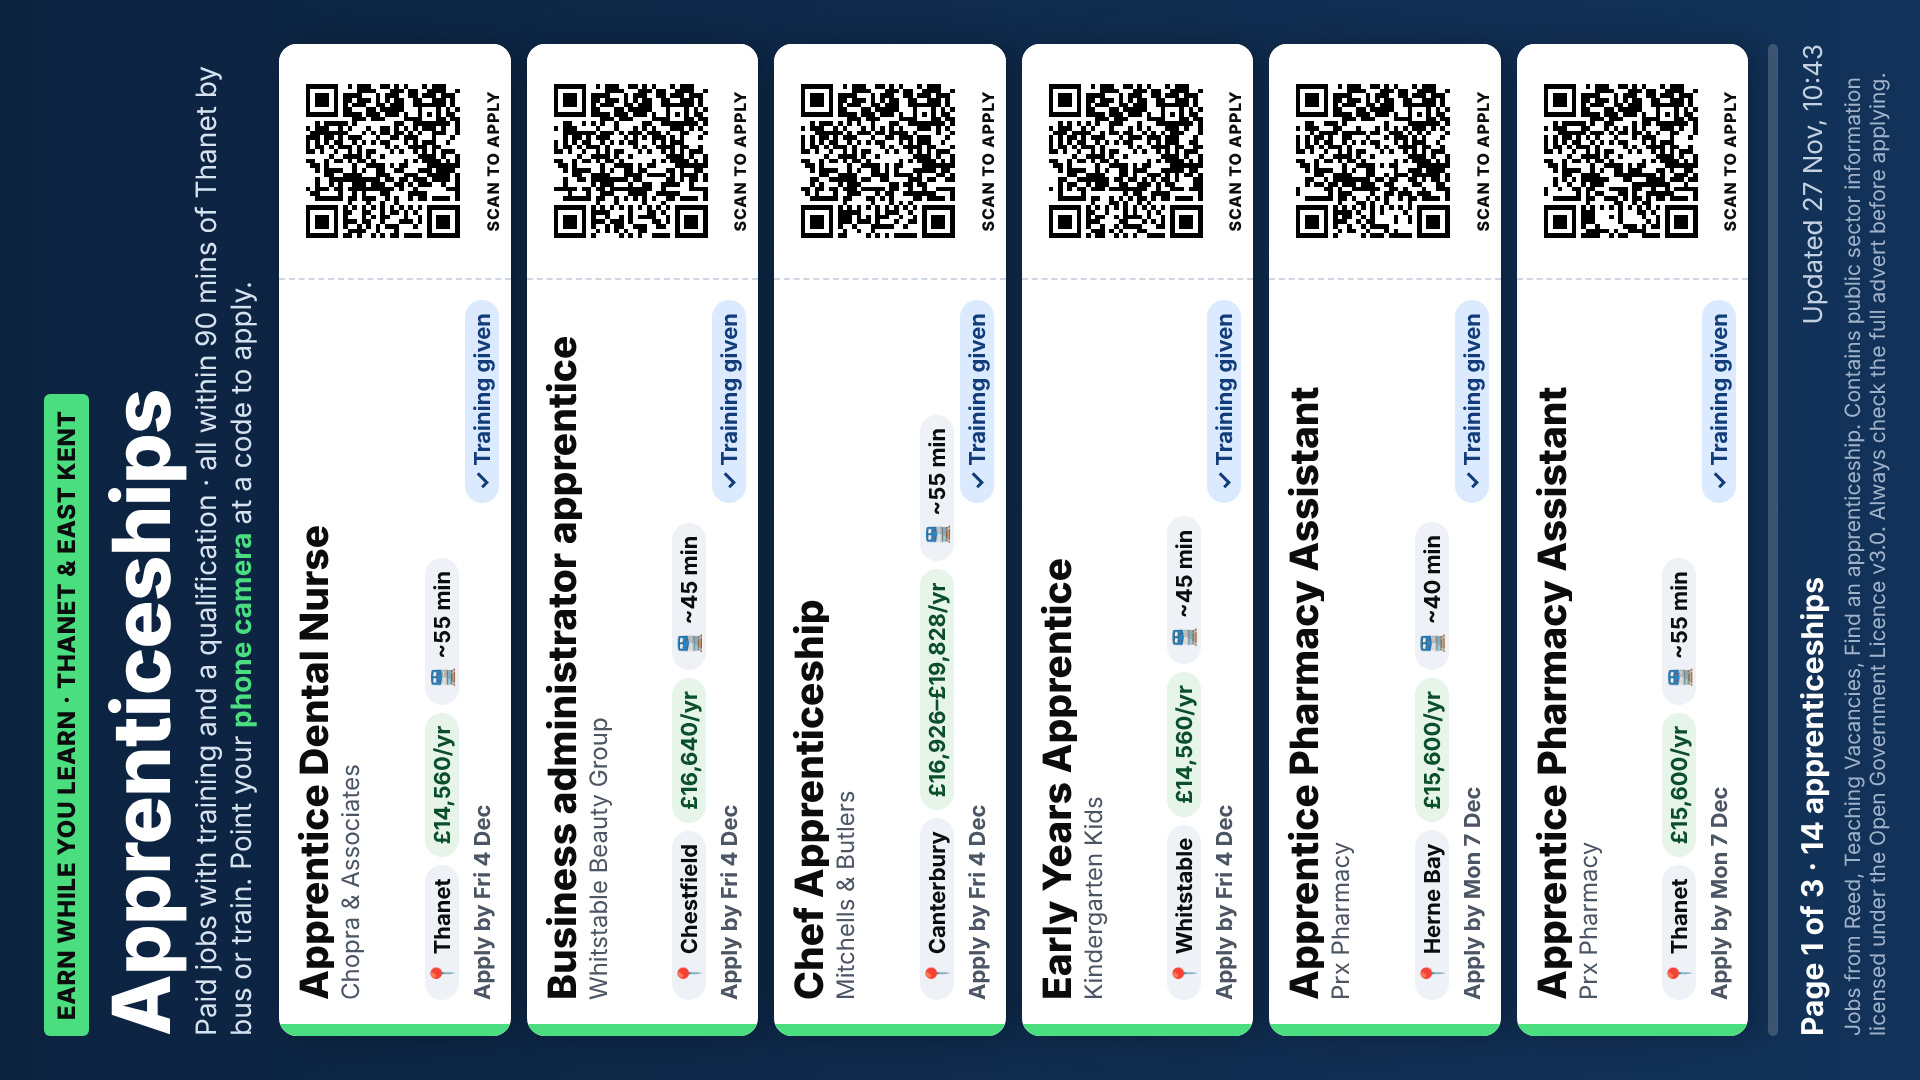 EARN WHILE YOU LEARN · THANET & EAST KENT
Apprenticeships
Paid jobs with training and a qualification · all within 90 mins of Thanet by
bus or train. Point your phone camera at a code to apply.
Apprentice Dental Nurse
Chopra & Associates
📍 Thanet £14,560/yr 🚆 ~55 min
Apply by Fri 4 Dec ✓ Training given
SCAN TO APPLY
Business administrator apprentice
Whitstable Beauty Group
📍 Chestfield £16,640/yr 🚆 ~45 min
Apply by Fri 4 Dec ✓ Training given
SCAN TO APPLY
Chef Apprenticeship
Mitchells & Butlers
📍 Canterbury £16,926–£19,828/yr 🚆 ~55 min
Apply by Fri 4 Dec ✓ Training given
SCAN TO APPLY
Early Years Apprentice
Kindergarten Kids
📍 Whitstable £14,560/yr 🚆 ~45 min
Apply by Fri 4 Dec ✓ Training given
SCAN TO APPLY
Apprentice Pharmacy Assistant
Prx Pharmacy
📍 Herne Bay £15,600/yr 🚆 ~40 min
Apply by Mon 7 Dec ✓ Training given
SCAN TO APPLY
Apprentice Pharmacy Assistant
Prx Pharmacy
📍 Thanet £15,600/yr 🚆 ~55 min
Apply by Mon 7 Dec ✓ Training given
SCAN TO APPLY
Page 1 of 3 · 14 apprenticeships Updated 27 Nov, 10:43
Jobs from Reed, Teaching Vacancies, Find an apprenticeship. Contains public sector information
licensed under the Open Government Licence v3.0. Always check the full advert before applying.